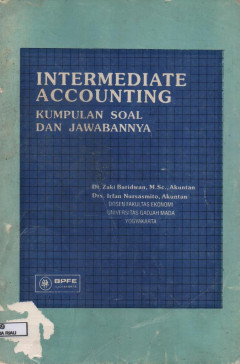 INTERMEDIATE
ACCOUNTING
KUMPULAN SOAL
DAN JAWABANNYA
Dr. Zaki Baridwan, M.Sc., Akuntan
Drs. Irfan Nursasmito, Akuntan
DOSEN FAKULTAS EKONOMI
UNIVERSITAS GADJAH MADA
YOGYAKARTA
BPFE